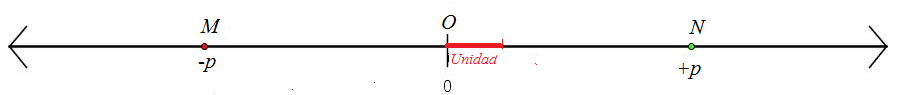 M O N
Unidad
-p +p
0